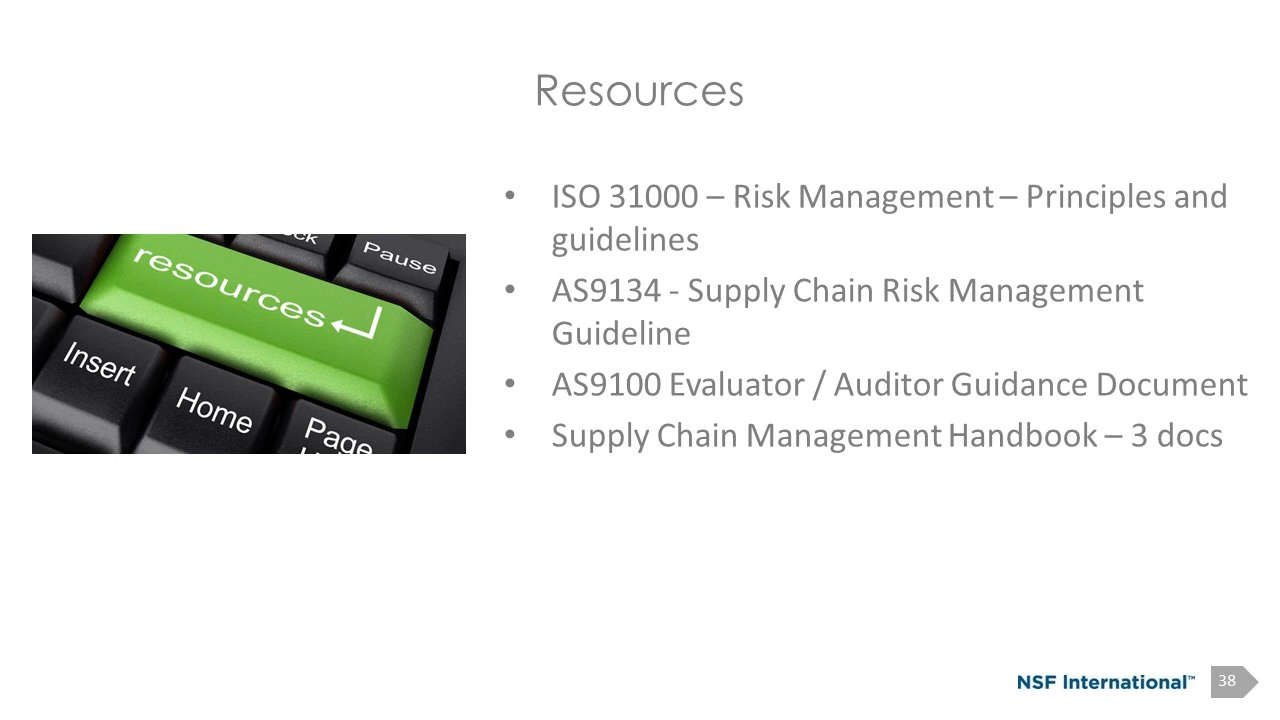 Resources
resources
Pause
Insert
Home
Page
• ISO 31000 – Risk Management – Principles and
guidelines
• AS9134 - Supply Chain Risk Management
Guideline
• AS9100 Evaluator / Auditor Guidance Document
• Supply Chain Management Handbook – 3 docs
NSF International™
38